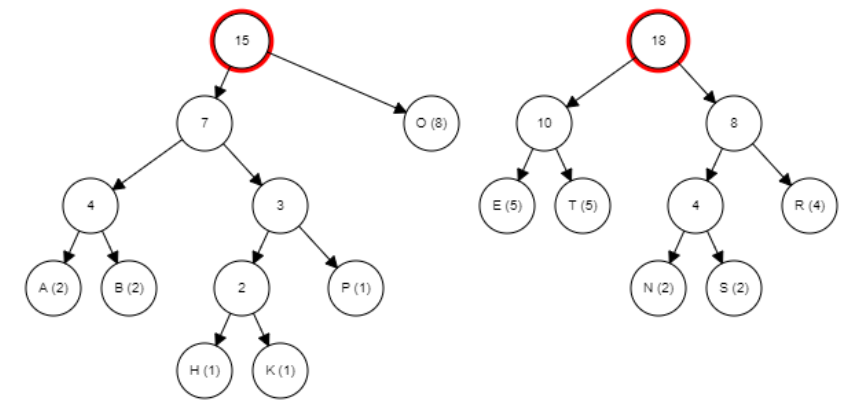 15 18
7 O (8) 10 8
4 3 E (5) T (5) 4 R (4)
A (2) B (2) 2 P (1) N (2) S (2)
H (1) K (1)